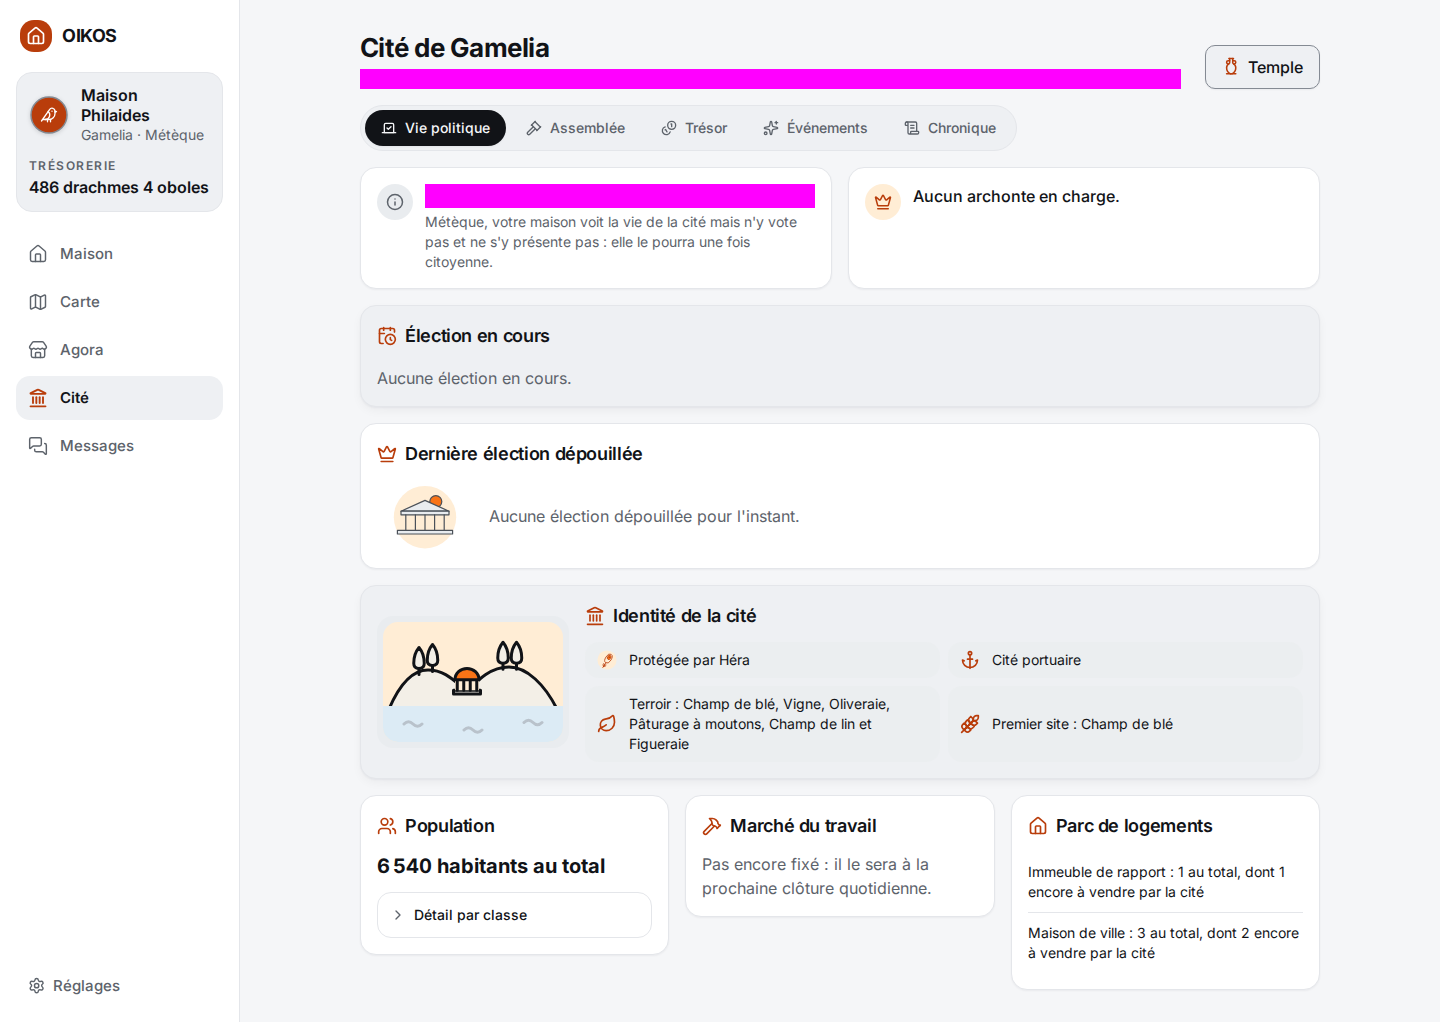 OIKOS
Maison
Philaides
Gamelia · Métèque
TRÉSORERIE
486 drachmes 4 oboles
Maison
Carte
Agora
Cité
Messages
Réglages
Cité de Gamelia
Temple
Vie politique
Assemblée
Trésor
Événements
Chronique
Métèque, votre maison voit la vie de la cité mais n'y vote
pas et ne s'y présente pas : elle le pourra une fois
citoyenne.
Aucun archonte en charge.
Élection en cours
Aucune élection en cours.
Dernière élection dépouillée
Aucune élection dépouillée pour l'instant.
Identité de la cité
Protégée par Héra
Cité portuaire
Terroir : Champ de blé, Vigne, Oliveraie,
Pâturage à moutons, Champ de lin et
Figueraie
Premier site : Champ de blé
Population
6 540 habitants au total
Détail par classe
Marché du travail
Pas encore fixé : il le sera à la
prochaine clôture quotidienne.
Parc de logements
Immeuble de rapport : 1 au total, dont 1
encore à vendre par la cité
Maison de ville : 3 au total, dont 2 encore
à vendre par la cité